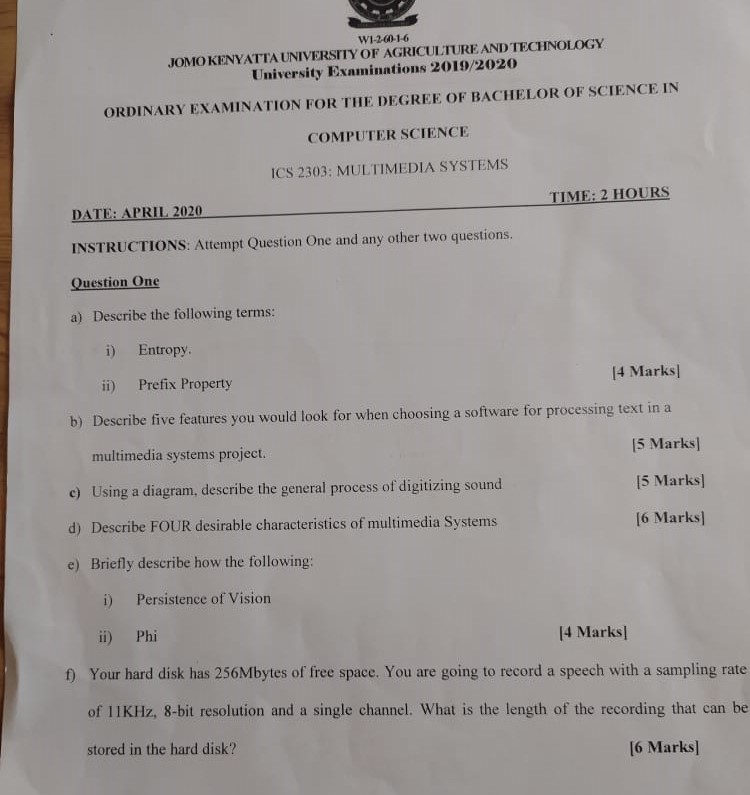 W1-2-60-1-6
JOMO KENYATTA UNIVERSITY OF AGRICULTURE AND TECHNOLOGY
University Examinations 2019/2020
ORDINARY EXAMINATION FOR THE DEGREE OF BACHELOR OF SCIENCE IN
COMPUTER SCIENCE
ICS 2303: MULTIMEDIA SYSTEMS
DATE: APRIL 2020 TIME: 2 HOURS
INSTRUCTIONS: Attempt Question One and any other two questions.
Question One
a) Describe the following terms:
i) Entropy.
ii) Prefix Property [4 Marks]
b) Describe five features you would look for when choosing a software for processing text in a
multimedia systems project. [5 Marks]
c) Using a diagram, describe the general process of digitizing sound [5 Marks]
d) Describe FOUR desirable characteristics of multimedia Systems [6 Marks]
e) Briefly describe how the following:
i) Persistence of Vision
ii) Phi [4 Marks]
f) Your hard disk has 256Mbytes of free space. You are going to record a speech with a sampling rate
of 11KHz, 8-bit resolution and a single channel. What is the length of the recording that can be
stored in the hard disk? [6 Marks]